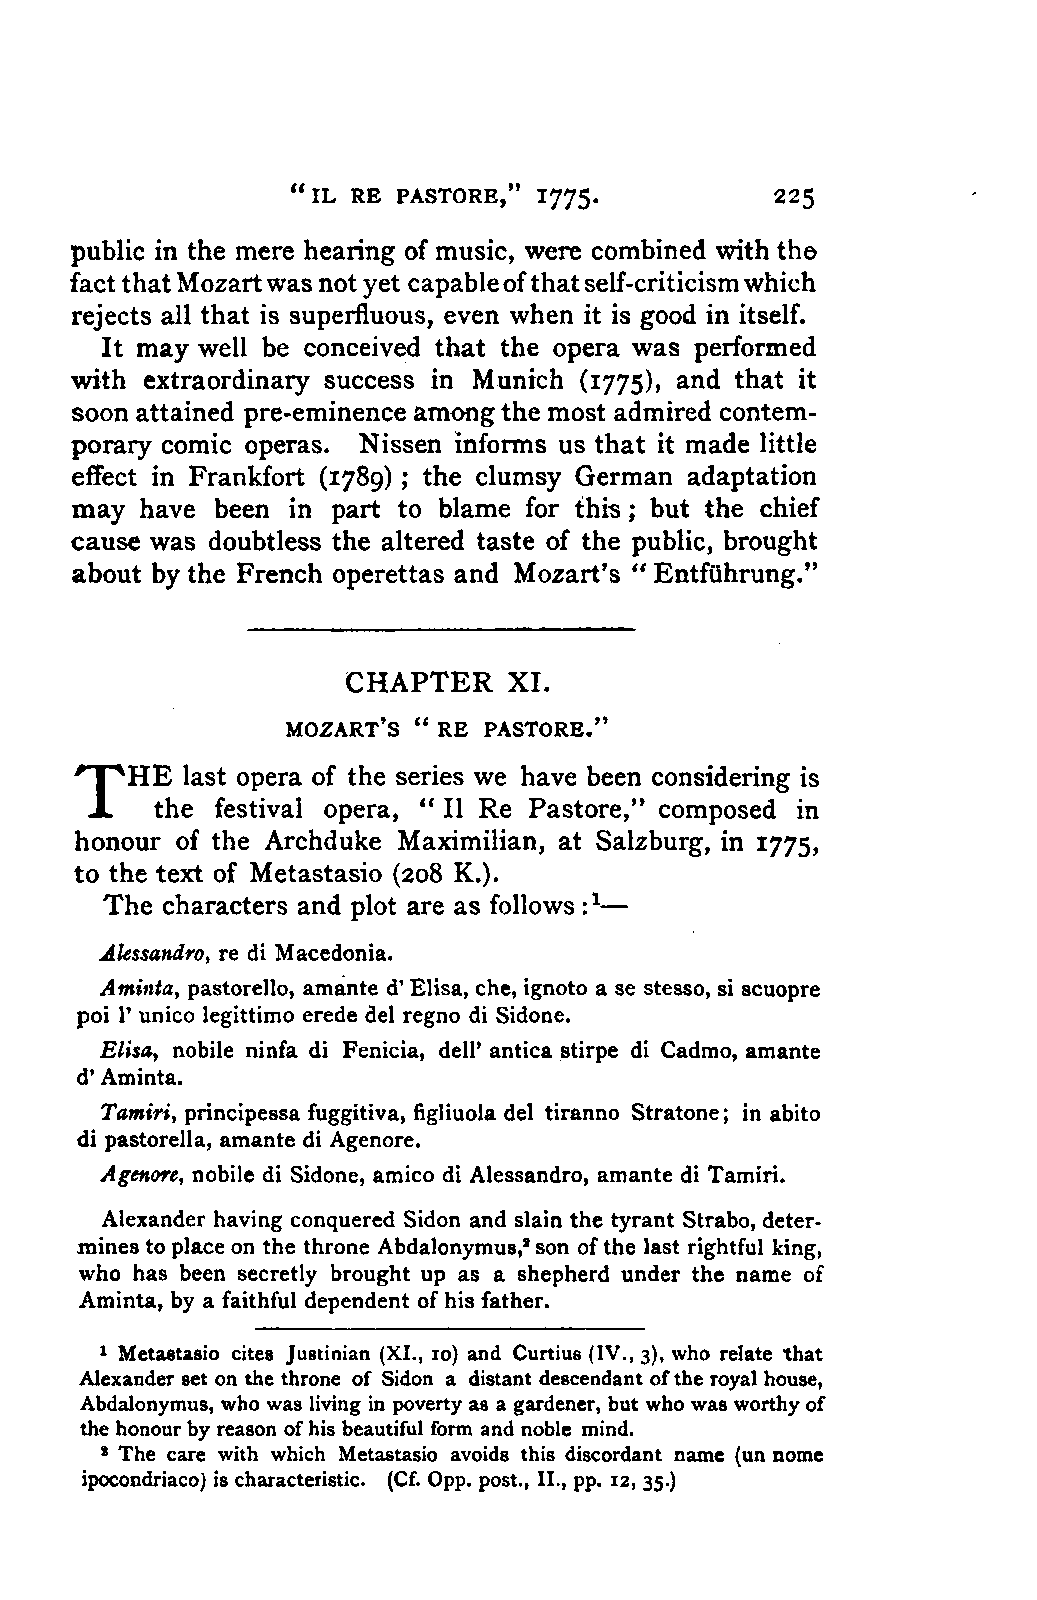 "IL RE PASTORE," 1775. 225
public in the mere hearing of music, were combined with the
fact that Mozart was not yet capable of that self-criticism which
rejects all that is superfluous, even when it is good in itself.
It may well be conceived that the opera was performed
with extraordinary success in Munich (1775), and that it
soon attained pre-eminence among the most admired contem-
porary comic operas. Nissen informs us that it made little
effect in Frankfort (1789); the clumsy German adaptation
may have been in part to blame for this; but the chief
cause was doubtless the altered taste of the public, brought
about by the French operettas and Mozart's "Entführung."
CHAPTER XI.
MOZART'S "RE PASTORE."
THE last opera of the series we have been considering is
the festival opera, "Il Re Pastore," composed in
honour of the Archduke Maximilian, at Salzburg, in 1775,
to the text of Metastasio (208 K.).
The characters and plot are as follows:¹—
Alessandro, re di Macedonia.
Aminta, pastorello, amante d' Elisa, che, ignoto a se stesso, si scuopre
poi l' unico legittimo erede del regno di Sidone.
Elisa, nobile ninfa di Fenicia, dell' antica stirpe di Cadmo, amante
d' Aminta.
Tamiri, principessa fuggitiva, figliuola del tiranno Stratone; in abito
di pastorella, amante di Agenore.
Agenore, nobile di Sidone, amico di Alessandro, amante di Tamiri.
Alexander having conquered Sidon and slain the tyrant Strabo, deter-
mines to place on the throne Abdalonymus,² son of the last rightful king,
who has been secretly brought up as a shepherd under the name of
Aminta, by a faithful dependent of his father.
¹ Metastasio cites Justinian (XI., 10) and Curtius (IV., 3), who relate that
Alexander set on the throne of Sidon a distant descendant of the royal house,
Abdalonymus, who was living in poverty as a gardener, but who was worthy of
the honour by reason of his beautiful form and noble mind.
² The care with which Metastasio avoids this discordant name (un nome
ipocondriaco) is characteristic. (Cf. Opp. post., II., pp. 12, 35.)